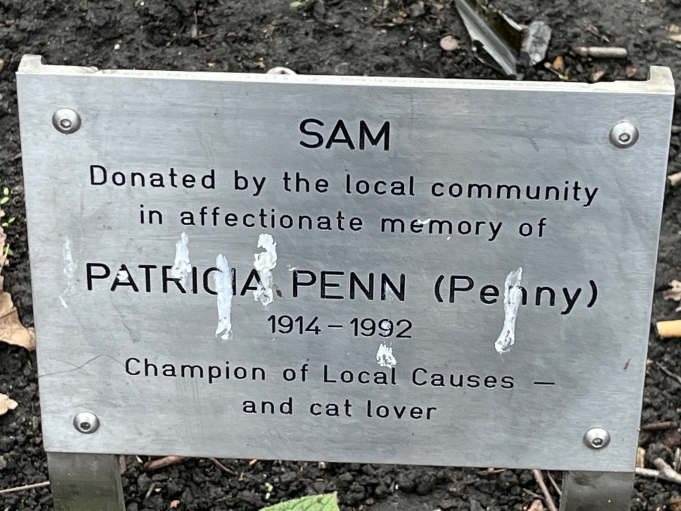 SAM
Donated by the local community
in affectionate memory of
PATRICIA PENN (Penny)
1914 – 1992
Champion of Local Causes —
and cat lover